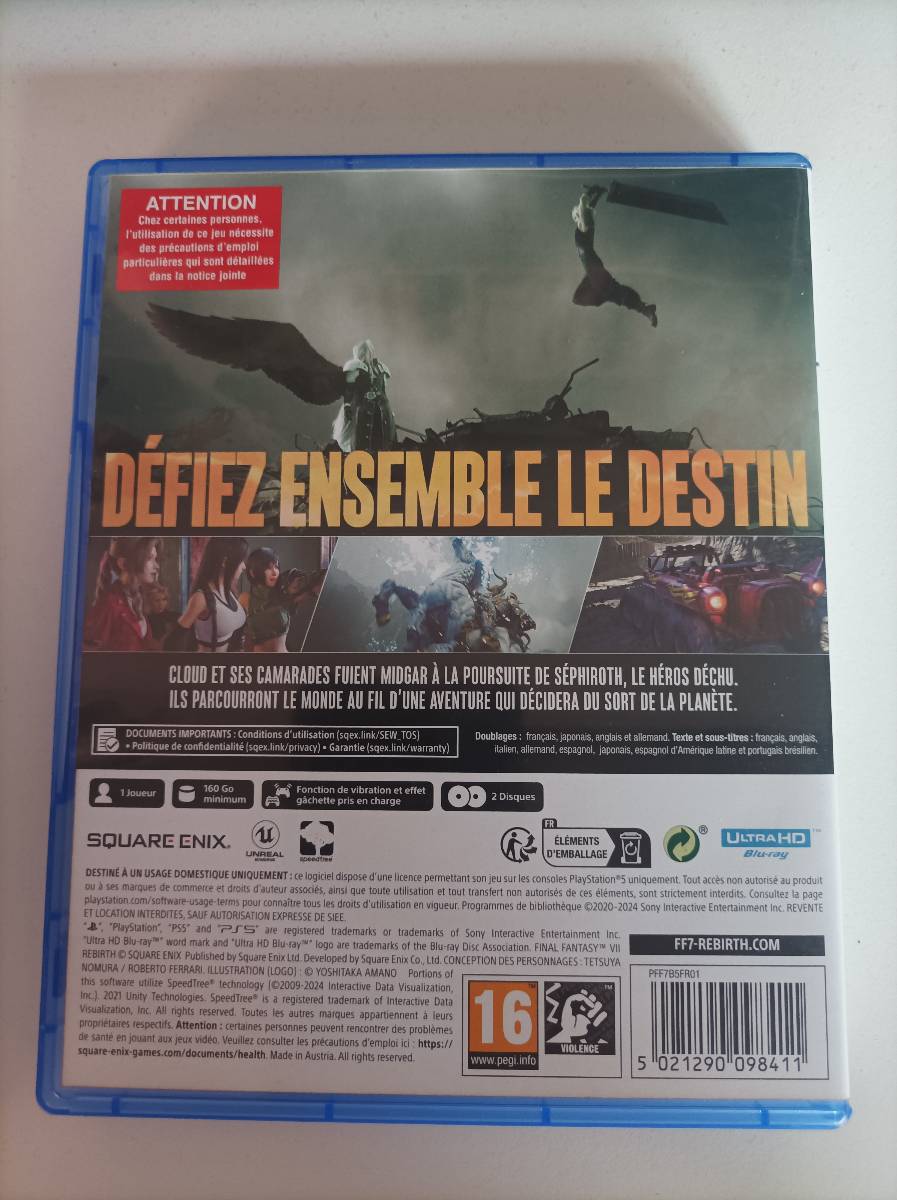 ATTENTION
Chez certaines personnes,
l'utilisation de ce jeu nécessite
des précautions d'emploi
particulières qui sont détaillées
dans la notice jointe
DÉFIEZ ENSEMBLE LE DESTIN
CLOUD ET SES CAMARADES FUIENT MIDGAR À LA POURSUITE DE SÉPHIROTH, LE HÉROS DÉCHU.
ILS PARCOURRONT LE MONDE AU FIL D'UNE AVENTURE QUI DÉCIDERA DU SORT DE LA PLANÈTE.
DOCUMENTS IMPORTANTS : Conditions d'utilisation (sqex.link/SEW_TOS)
• Politique de confidentialité (sqex.link/privacy) • Garantie (sqex.link/warranty)
Doublages : français, japonais, anglais et allemand. Texte et sous-titres : français, anglais,
italien, allemand, espagnol, japonais, espagnol d'Amérique latine et portugais brésilien.
1 Joueur
160 Go
minimum
Fonction de vibration et effet
gâchette pris en charge
2 Disques
SQUARE ENIX.
UNREAL
ENGINE
speedtree
FR
ÉLÉMENTS
D'EMBALLAGE
®
ULTRA HD
Blu-ray
™
DESTINÉ À UN USAGE DOMESTIQUE UNIQUEMENT : ce logiciel dispose d'une licence permettant son jeu sur les consoles PlayStation®5 uniquement. Tout accès non autorisé au produit
ou à ses marques de commerce et droits d'auteur associés, ainsi que toute utilisation et tout transfert non autorisés de ces éléments, sont strictement interdits. Consultez la page
playstation.com/software-usage-terms pour connaître tous les droits d'utilisation en vigueur. Programmes de bibliothèque ©2020-2024 Sony Interactive Entertainment Inc. REVENTE
ET LOCATION INTERDITES, SAUF AUTORISATION EXPRESSE DE SIEE.
" ", "PlayStation", "PS5" and "PS5" are registered trademarks or trademarks of Sony Interactive Entertainment Inc.
"Ultra HD Blu-ray™" word mark and "Ultra HD Blu-ray™" logo are trademarks of the Blu-ray Disc Association. FINAL FANTASY™ VII
REBIRTH © SQUARE ENIX Published by Square Enix Ltd. Developed by Square Enix Co., Ltd. CONCEPTION DES PERSONNAGES : TETSUYA
NOMURA / ROBERTO FERRARI. ILLUSTRATION (LOGO) : © YOSHITAKA AMANO Portions of
this software utilize SpeedTree® technology (©2009-2024 Interactive Data Visualization,
Inc.). 2021 Unity Technologies. SpeedTree® is a registered trademark of Interactive Data
Visualization, Inc. All rights reserved. Toutes les autres marques appartiennent à leurs
propriétaires respectifs. Attention : certaines personnes peuvent rencontrer des problèmes
de santé en jouant aux jeux vidéo. Veuillez consulter les précautions d'emploi ici : https://
square-enix-games.com/documents/health. Made in Austria. All rights reserved.
16
™
www.pegi.info
™
VIOLENCE
FF7-REBIRTH.COM
PFF7B5FR01
5 021290 098411